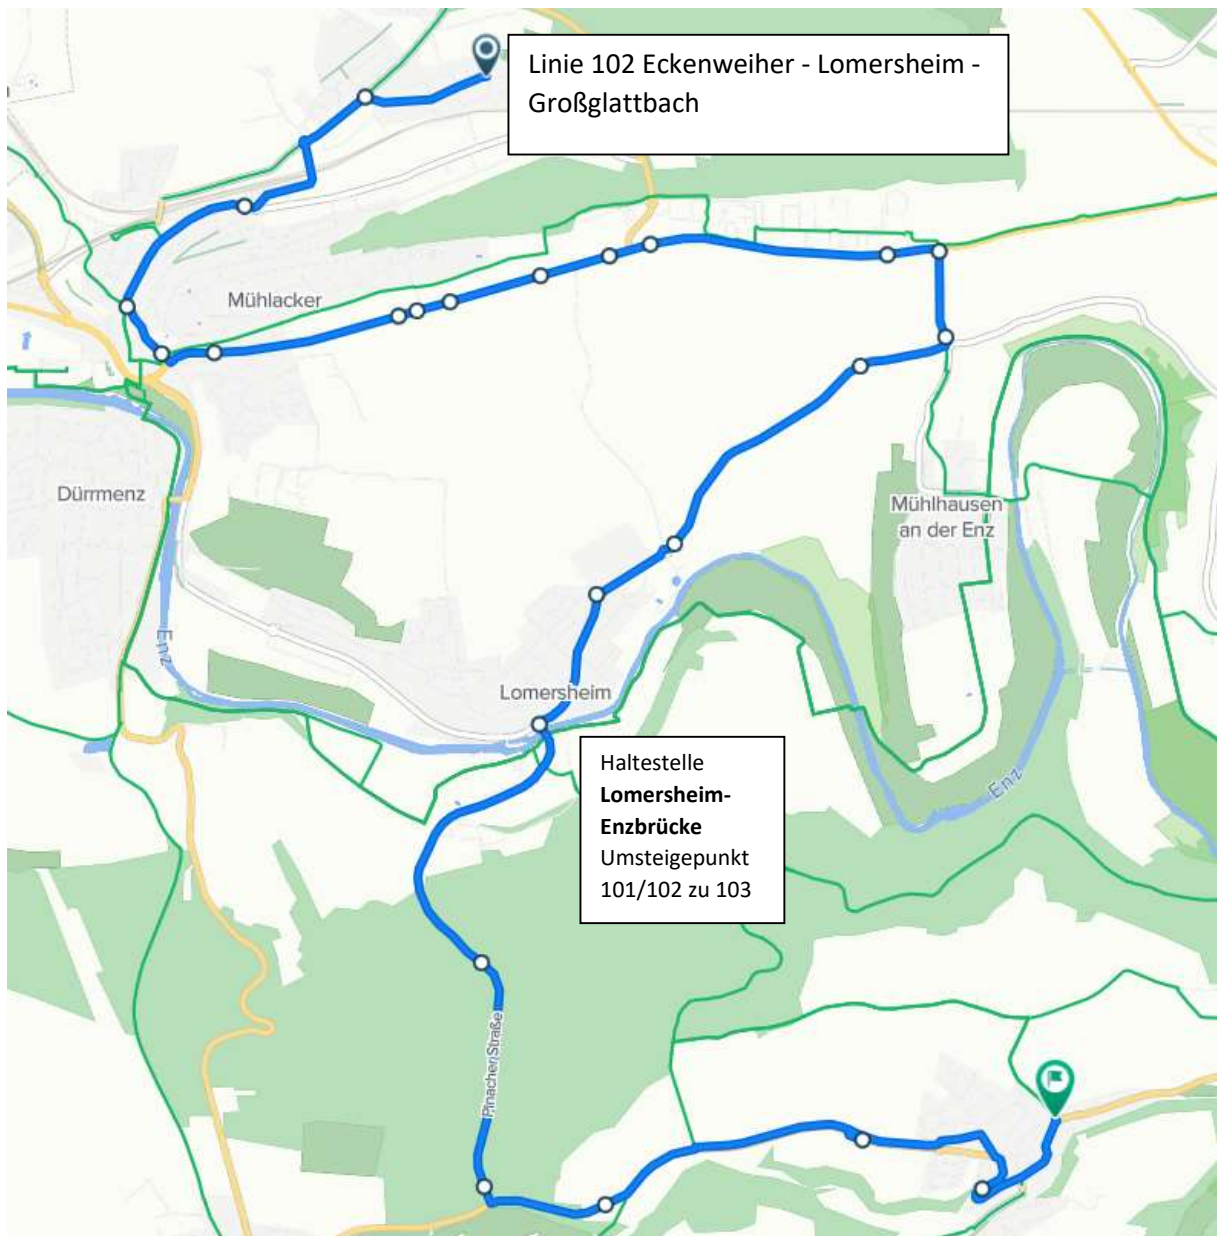 Linie 102 Eckenweiher - Lomersheim -
Großglattbach
Mühlacker
Dürrmenz
Mühlhausen
an der Enz
Enz
Lomersheim
Enz
Haltestelle
Lomersheim-
Enzbrücke
Umsteigepunkt
101/102 zu 103
Pinacher Straße